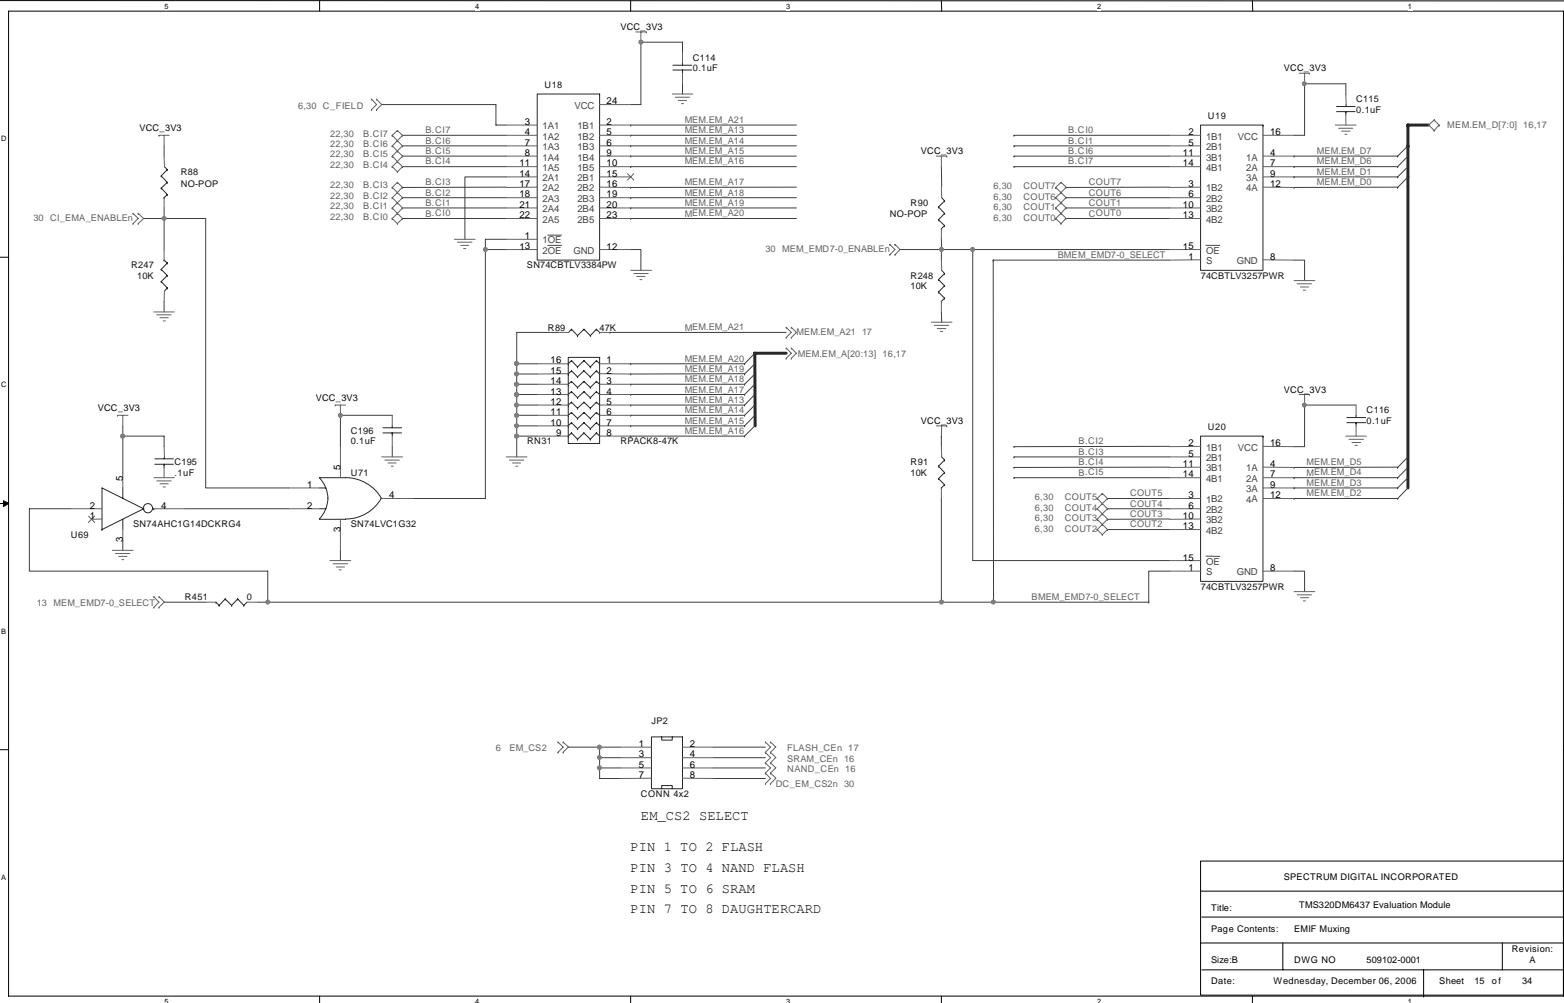 5 4 3 2 1
D
C
B
A
VCC_3V3
C114
0.1uF
U18
6,30 C_FIELD
22,30 B.CI7 B.CI7
22,30 B.CI6 B.CI6
22,30 B.CI5 B.CI5
22,30 B.CI4 B.CI4
22,30 B.CI3 B.CI3
22,30 B.CI2 B.CI2
22,30 B.CI1 B.CI1
22,30 B.CI0 B.CI0
VCC 24
3 1A1 1B1 2 MEM.EM_A21
4 1A2 1B2 5 MEM.EM_A13
7 1A3 1B3 6 MEM.EM_A14
8 1A4 1B4 9 MEM.EM_A15
11 1A5 1B5 10 MEM.EM_A16
14 2A1 2B1 15
17 2A2 2B2 16 MEM.EM_A17
18 2A3 2B3 19 MEM.EM_A18
21 2A4 2B4 20 MEM.EM_A19
22 2A5 2B5 23 MEM.EM_A20
1 1OE
13 2OE GND 12
SN74CBTLV3384PW
VCC_3V3
R88
NO-POP
30 CI_EMA_ENABLEn
R247
10K
R89 47K MEM.EM_A21 MEM.EM_A21 17
MEM.EM_A[20:13] 16,17
16 1 MEM.EM_A20
15 2 MEM.EM_A19
14 3 MEM.EM_A18
13 4 MEM.EM_A17
12 5 MEM.EM_A13
11 6 MEM.EM_A14
10 7 MEM.EM_A15
9 8 MEM.EM_A16
RN31 RPACK8-47K
VCC_3V3
C195
.1uF
5
2 4
1
3
U69
SN74AHC1G14DCKRG4
VCC_3V3
C196
0.1uF
5
U71
1
2
4
3
SN74LVC1G32
13 MEM_EMD7-0_SELECT R451 0
VCC_3V3
R90
NO-POP
30 MEM_EMD7-0_ENABLEn
R248
10K
VCC_3V3
R91
10K
VCC_3V3
C115
0.1uF
U19
B.CI0 2 1B1 VCC 16
B.CI1 5 2B1
B.CI6 11 3B1 1A 4 MEM.EM_D7
B.CI7 14 4B1 2A 7 MEM.EM_D6
3A 9 MEM.EM_D1
6,30 COUT7 COUT7 3 1B2 4A 12 MEM.EM_D0
6,30 COUT6 COUT6 6 2B2
6,30 COUT1 COUT1 10 3B2
6,30 COUT0 COUT0 13 4B2
15 OE
BMEM_EMD7-0_SELECT 1 S GND 8
74CBTLV3257PWR
MEM.EM_D[7:0] 16,17
VCC_3V3
C116
0.1uF
U20
B.CI2 2 1B1 VCC 16
B.CI3 5 2B1
B.CI4 11 3B1 1A 4 MEM.EM_D5
B.CI5 14 4B1 2A 7 MEM.EM_D4
3A 9 MEM.EM_D3
6,30 COUT5 COUT5 3 1B2 4A 12 MEM.EM_D2
6,30 COUT4 COUT4 6 2B2
6,30 COUT3 COUT3 10 3B2
6,30 COUT2 COUT2 13 4B2
15 OE
BMEM_EMD7-0_SELECT 1 S GND 8
74CBTLV3257PWR
JP2
6 EM_CS2
1 2 FLASH_CEn 17
3 4 SRAM_CEn 16
5 6 NAND_CEn 16
7 8 DC_EM_CS2n 30
CONN 4x2
EM_CS2 SELECT
PIN 1 TO 2 FLASH
PIN 3 TO 4 NAND FLASH
PIN 5 TO 6 SRAM
PIN 7 TO 8 DAUGHTERCARD
SPECTRUM DIGITAL INCORPORATED
Title: TMS320DM6437 Evaluation Module
Page Contents: EMIF Muxing
Size:B DWG NO 509102-0001 Revision: A
Date: Wednesday, December 06, 2006 Sheet 15 of 34
5 4 3 2 1